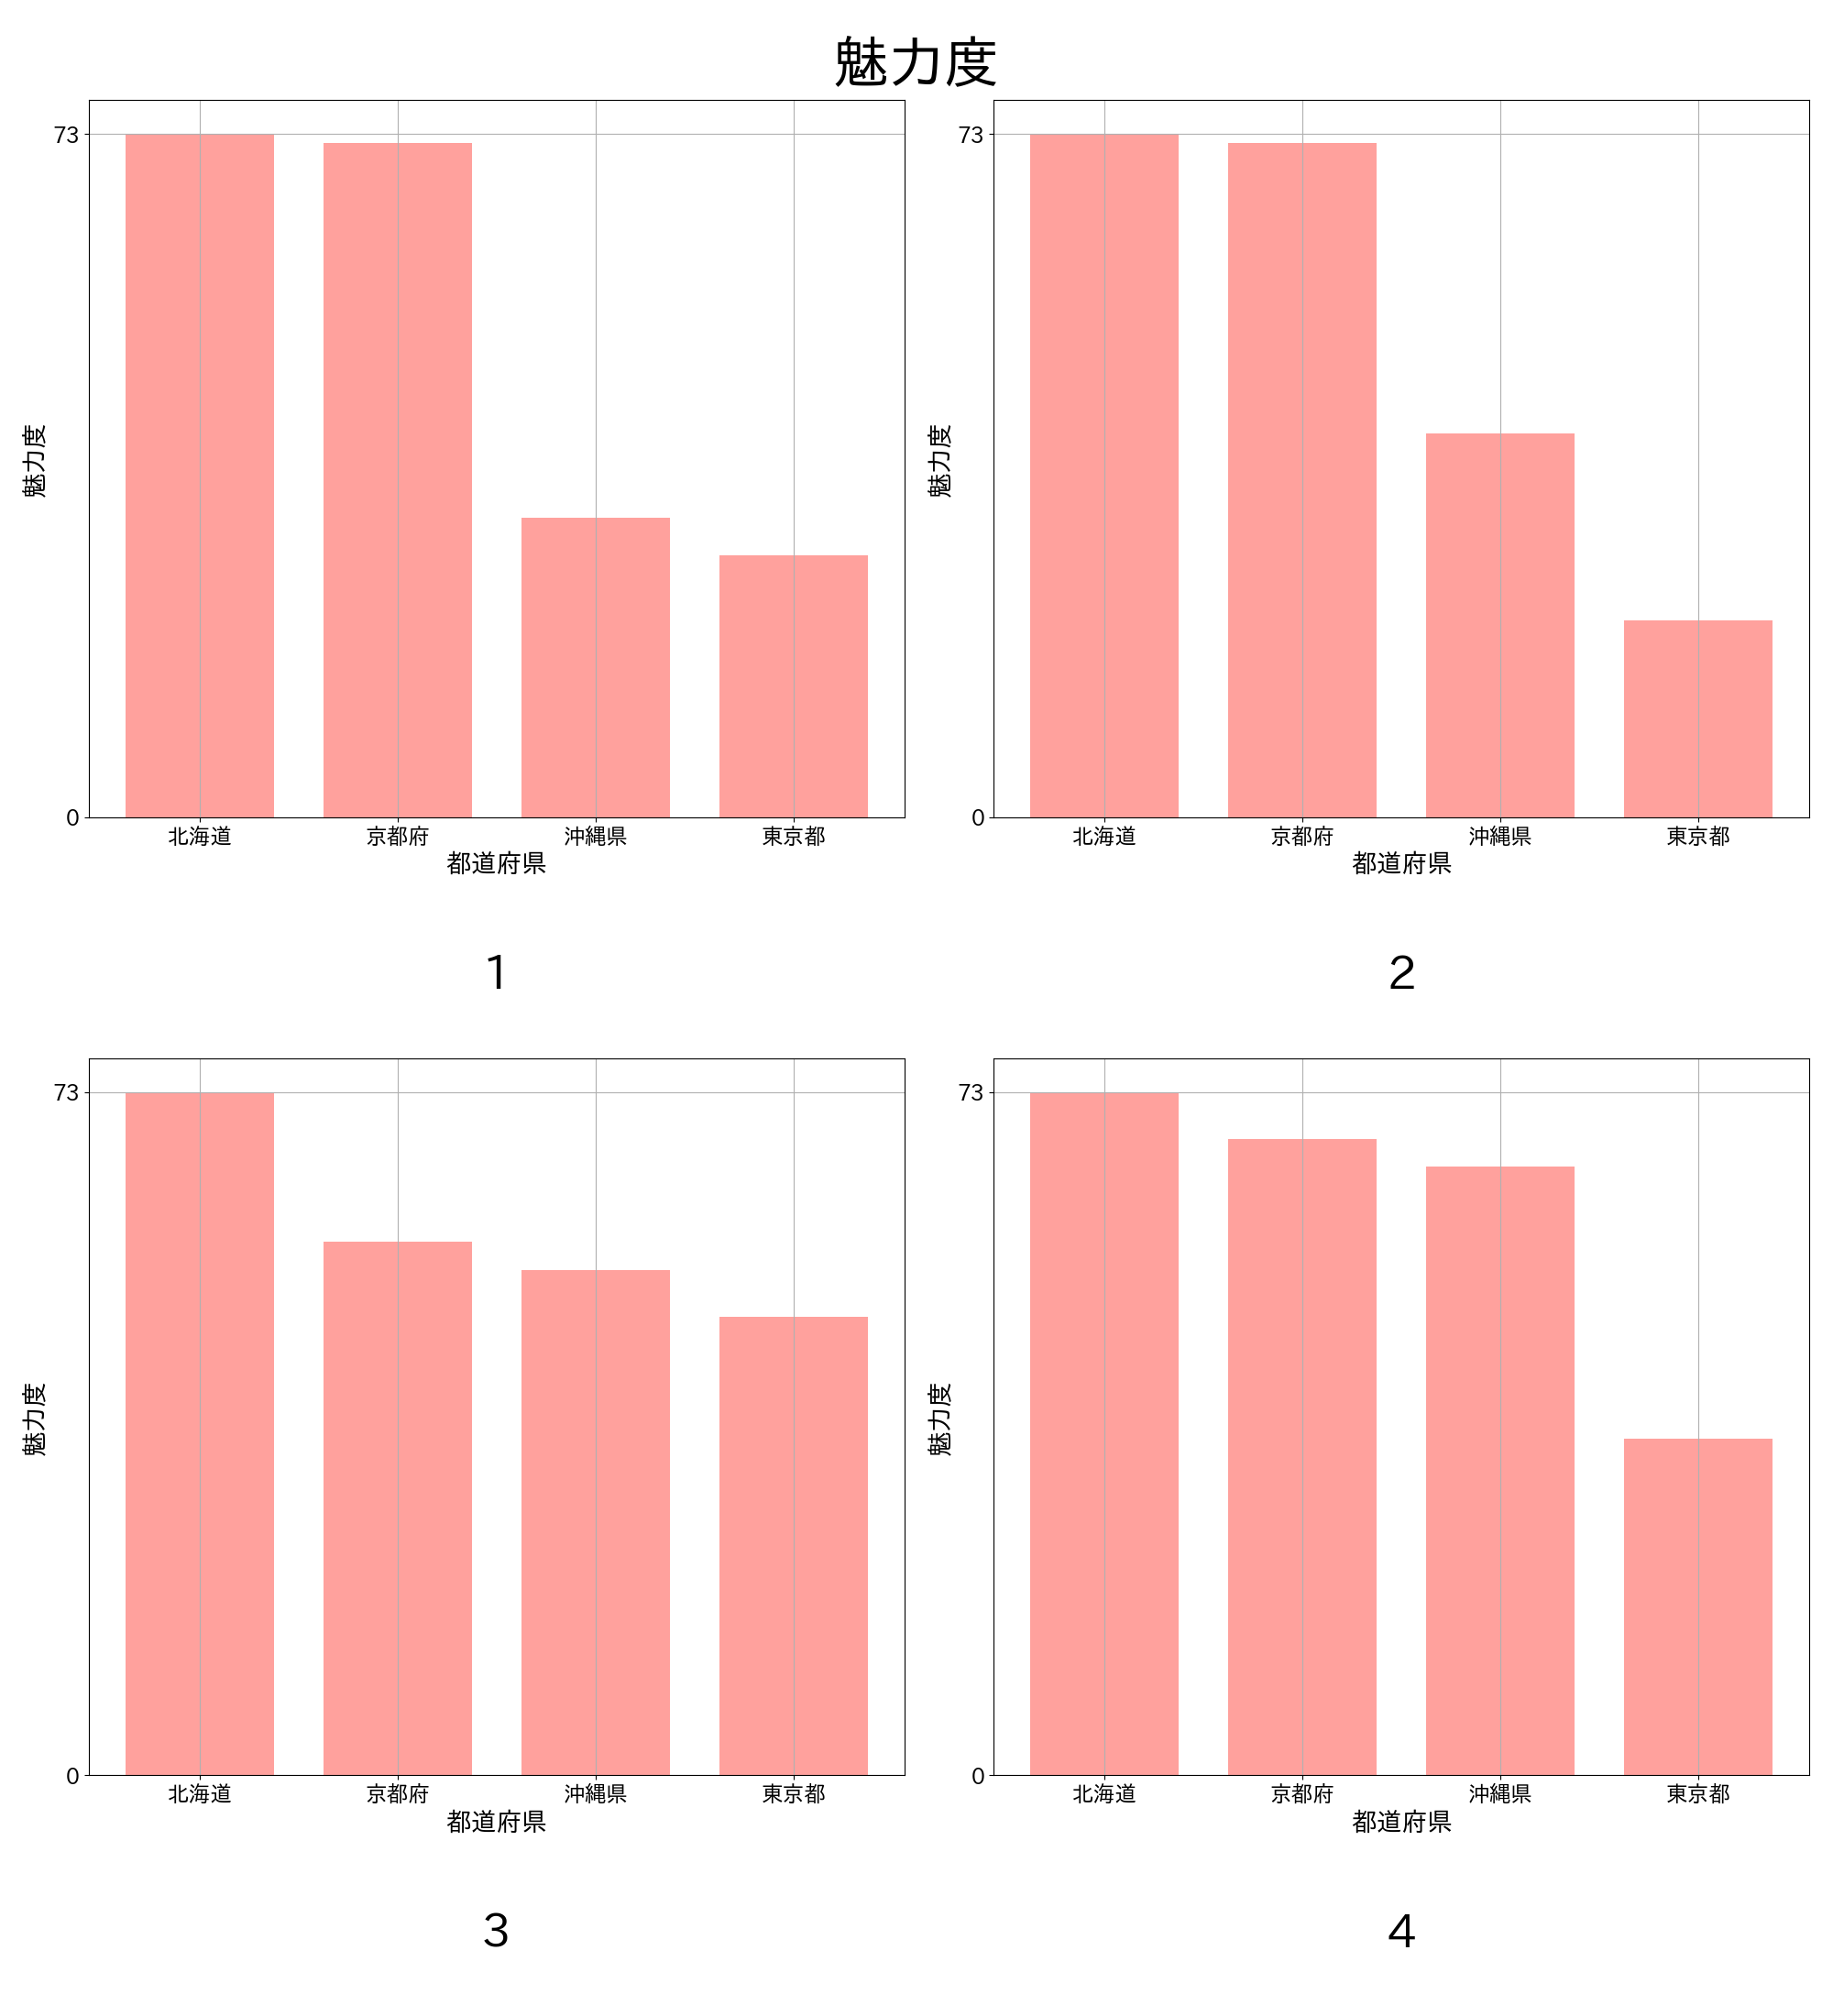 魅力度
73
魅力度
0
北海道 京都府 沖縄県 東京都
都道府県
1
73
魅力度
0
北海道 京都府 沖縄県 東京都
都道府県
2
73
魅力度
0
北海道 京都府 沖縄県 東京都
都道府県
3
73
魅力度
0
北海道 京都府 沖縄県 東京都
都道府県
4